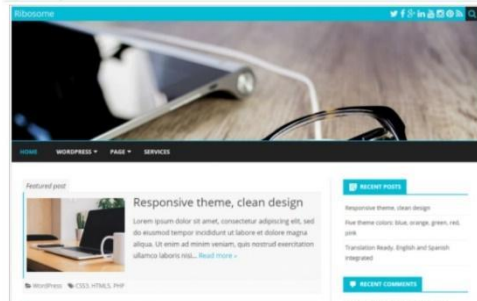 Ribosome
HOME WORDPRESS PAGE SERVICES
Featured post
Responsive theme, clean design
Lorem ipsum dolor sit amet, consectetur adipiscing elit, sed
do eiusmod tempor incididunt ut labore et dolore magna
aliqua. Ut enim ad minim veniam, quis nostrud exercitation
ullamco laboris nisi... Read more »
WordPress CSS3, HTML5, PHP
RECENT POSTS
Responsive theme, clean design
Five theme colors: blue, orange, green, red,
pink
Translation Ready. English and Spanish
integrated
RECENT COMMENTS